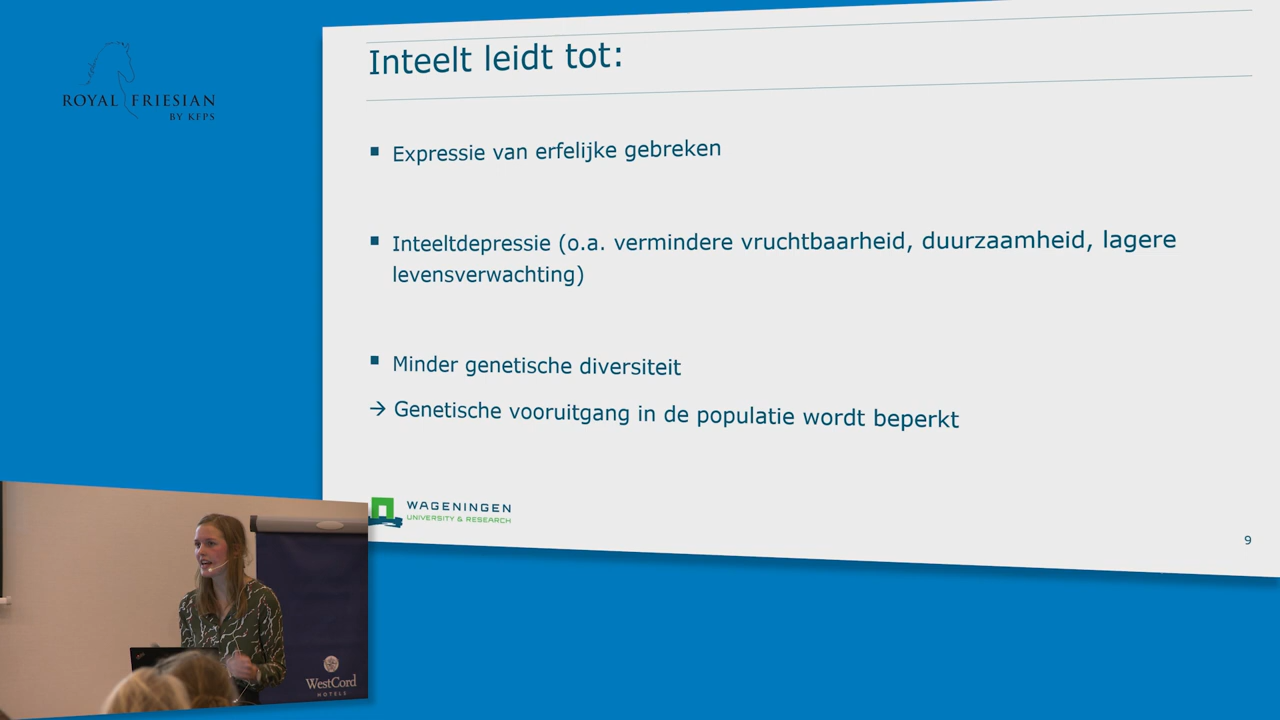 ROYAL FRIESIAN
BY KFPS
Inteelt leidt tot:
Expressie van erfelijke gebreken
Inteeltdepressie (o.a. vermindere vruchtbaarheid, duurzaamheid, lagere
levensverwachting)
Minder genetische diversiteit
→ Genetische vooruitgang in de populatie wordt beperkt
WAGENINGEN
UNIVERSITY & RESEARCH
9
WestCord
HOTELS